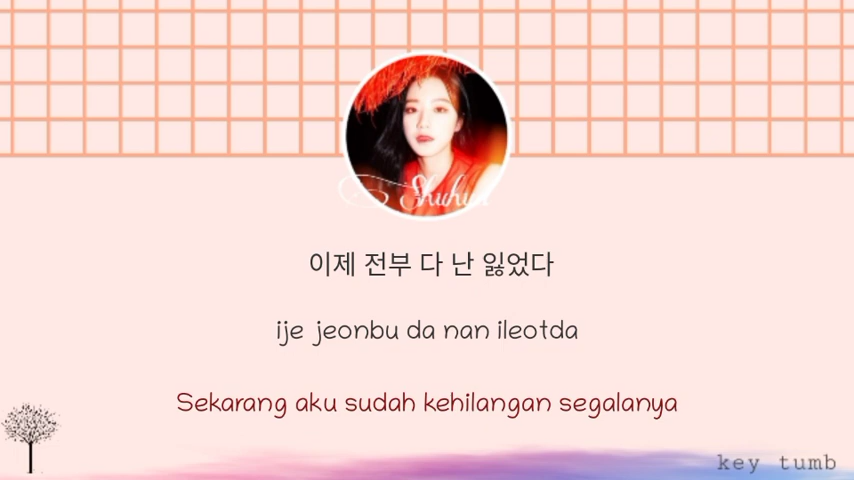 Shuhua
이제 전부 다 난 잃었다
ije jeonbu da nan ileotda
Sekarang aku sudah kehilangan segalanya
key tumb